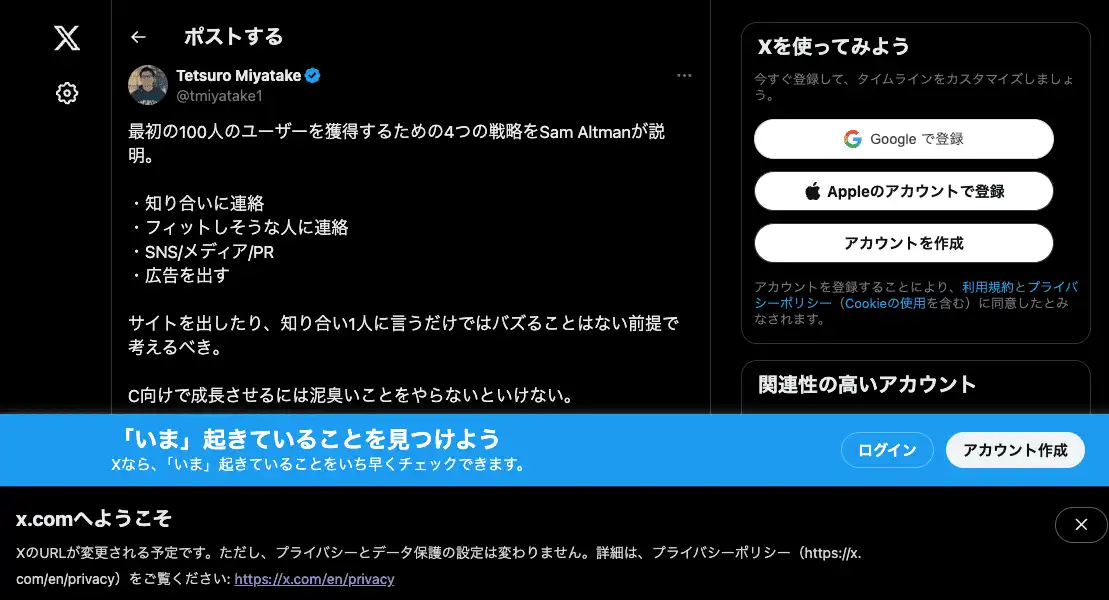 ポストする
Tetsuro Miyatake
@tmiyatake1
最初の100人のユーザーを獲得するための4つの戦略をSam Altmanが説
明。
・知り合いに連絡
・フィットしそうな人に連絡
・SNS/メディア/PR
・広告を出す
サイトを出したり、知り合い1人に言うだけではバズることはない前提で
考えるべき。
C向けで成長させるには泥臭いことをやらないといけない。
Xを使ってみよう
今すぐ登録して、タイムラインをカスタマイズしましょ
う。
Google で登録
Appleのアカウントで登録
アカウントを作成
アカウントを登録することにより、利用規約とプライバ
シーポリシー（Cookieの使用を含む）に同意したとみ
なされます。
関連性の高いアカウント
「いま」起きていることを見つけよう
Xなら、「いま」起きていることをいち早くチェックできます。
ログイン
アカウント作成
x.comへようこそ
XのURLが変更される予定です。ただし、プライバシーとデータ保護の設定は変わりません。詳細は、プライバシーポリシー（https://x.
com/en/privacy）をご覧ください: https://x.com/en/privacy